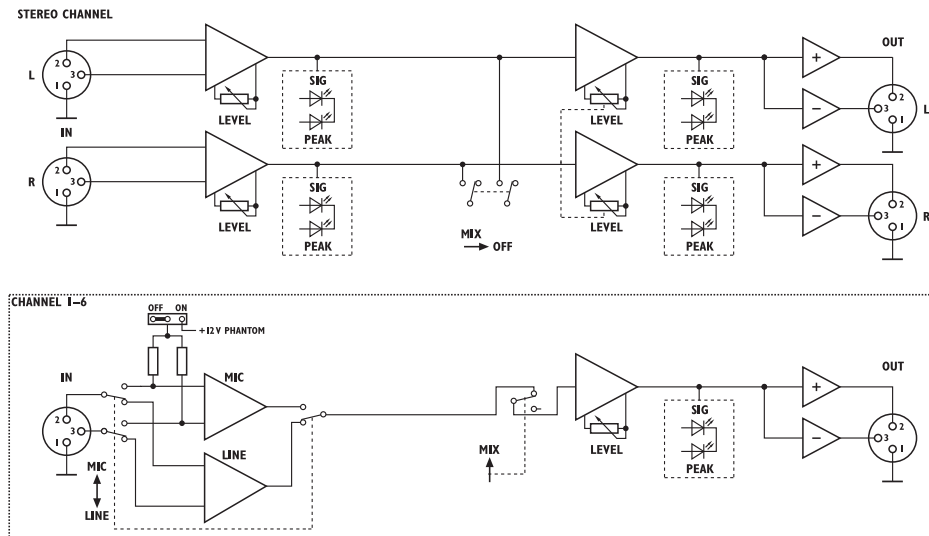 STEREO CHANNEL
OUT
2
L 3
1
IN
LEVEL
SIG
PEAK
LEVEL
SIG
PEAK
+
−
2
3 L
1
2
R 3
1
LEVEL
SIG
PEAK
MIX
OFF
LEVEL
SIG
PEAK
+
−
2
3 R
1
CHANNEL 1–6
OFF ON
+12V PHANTOM
IN
MIC
OUT
2
3
1
MIC
LINE
LINE
MIX
LEVEL
SIG
PEAK
+
−
2
3
1